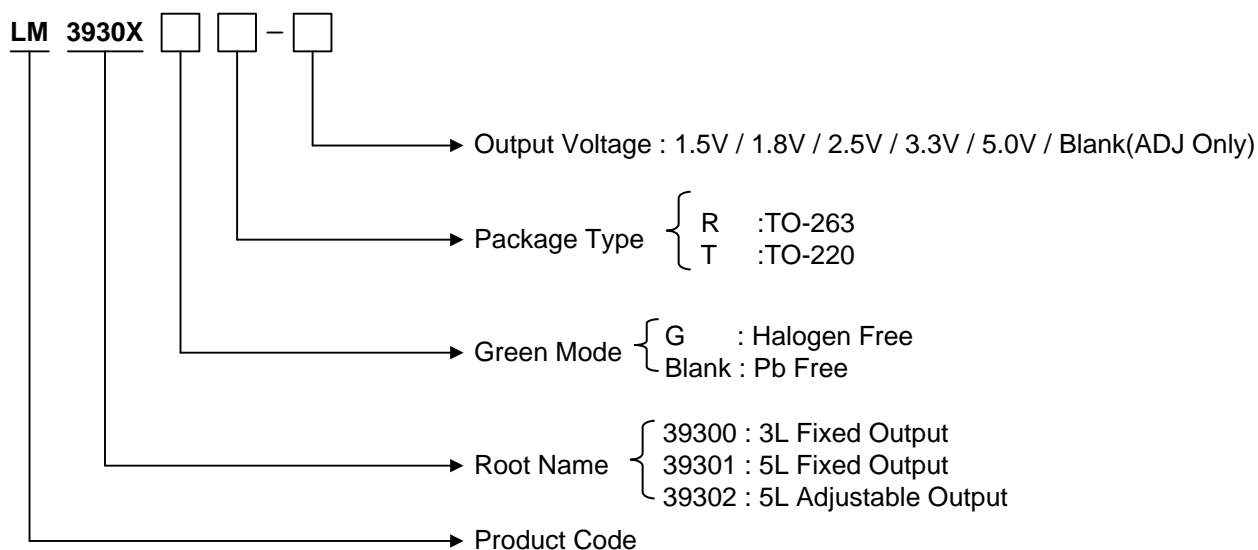 LM 3930X –
Output Voltage : 1.5V / 1.8V / 2.5V / 3.3V / 5.0V / Blank(ADJ Only)
Package Type
R :TO-263
T :TO-220
Green Mode
G : Halogen Free
Blank : Pb Free
Root Name
39300 : 3L Fixed Output
39301 : 5L Fixed Output
39302 : 5L Adjustable Output
Product Code